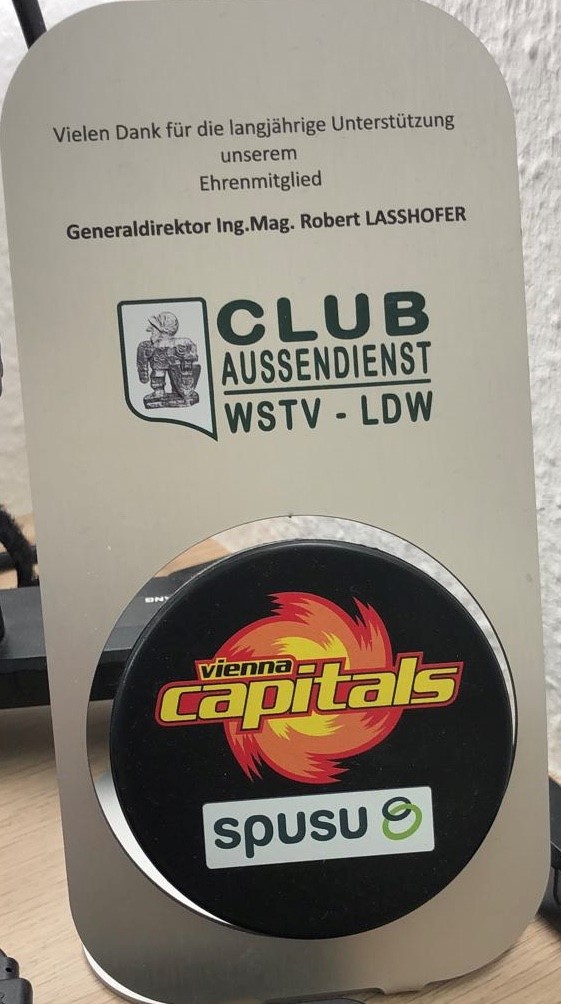 Vielen Dank für die langjährige Unterstützung
unserem
Ehrenmitglied
Generaldirektor Ing.Mag. Robert LASSHOFER
CLUB
AUSSENDIENST
WSTV - LDW
vienna
capitals
spusu